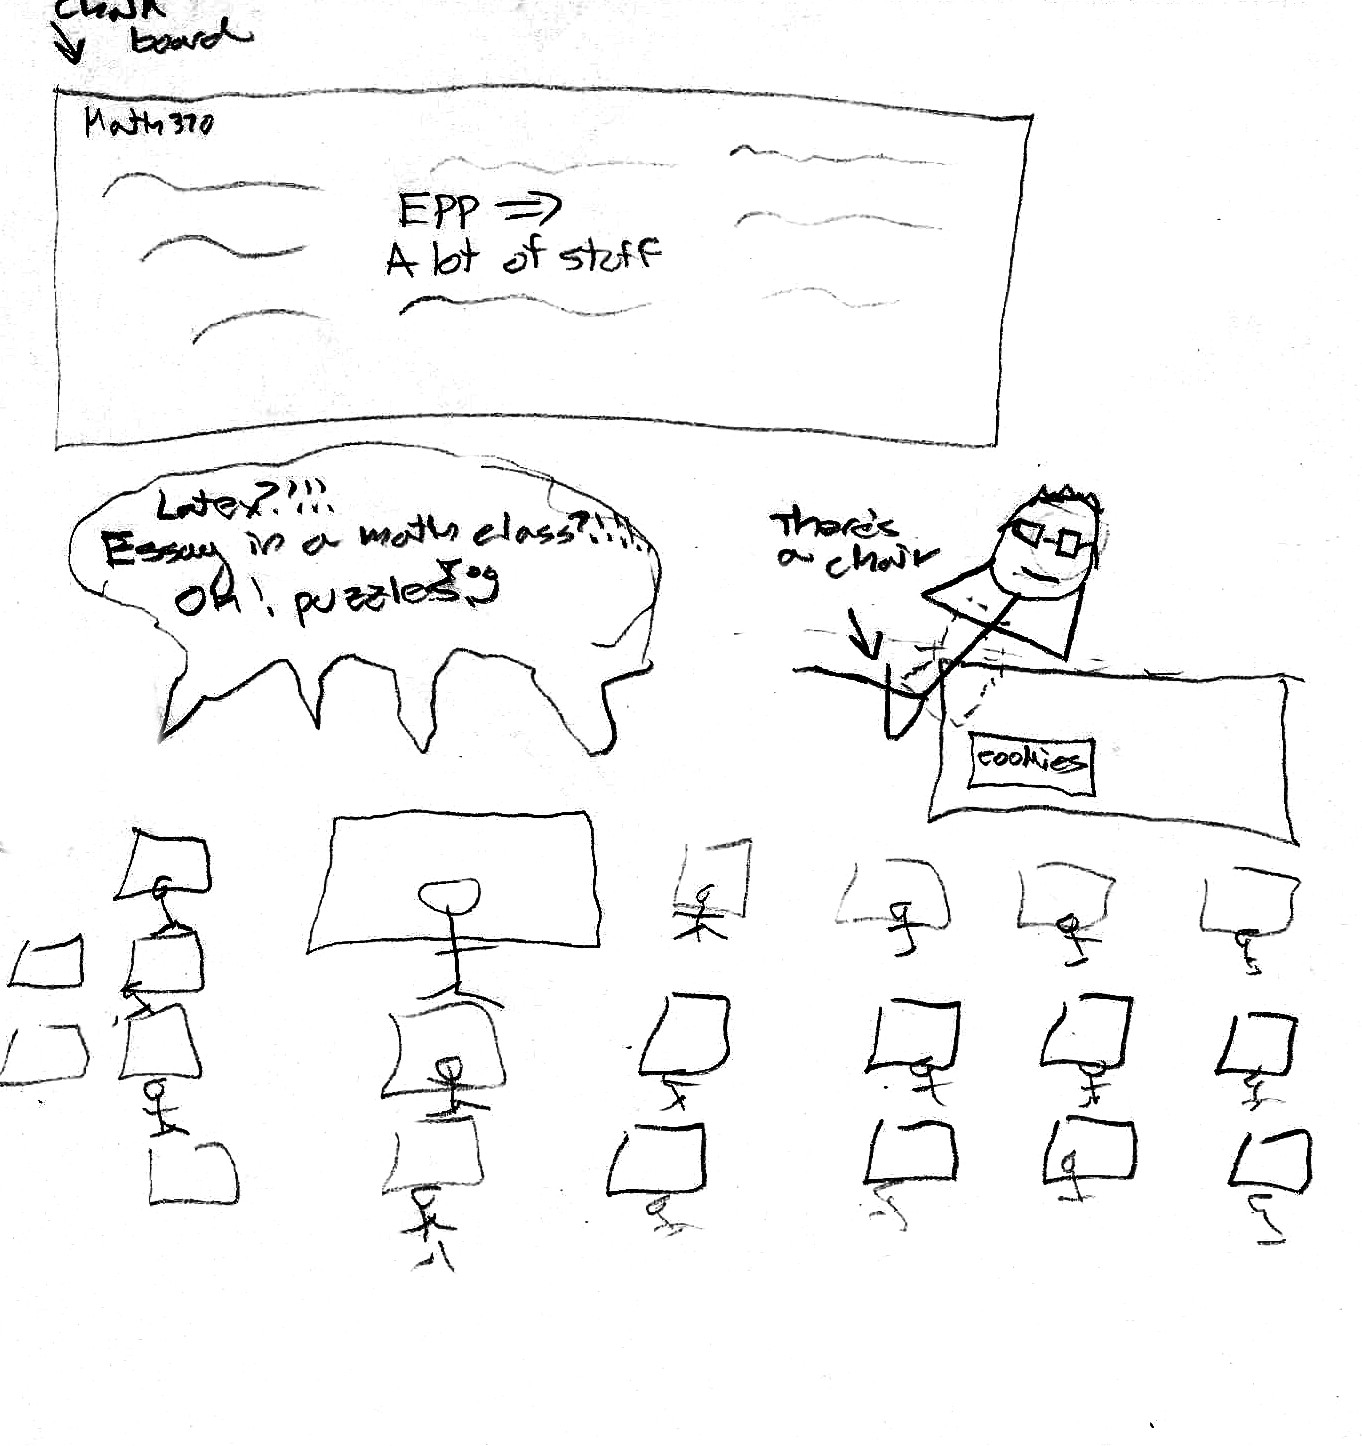 chalk
board
Math 370
EPP ⇒
A lot of stuff
Latex?!!!
Essay in a math class?!!!!
Oh! puzzles
There's
a chair
cookies